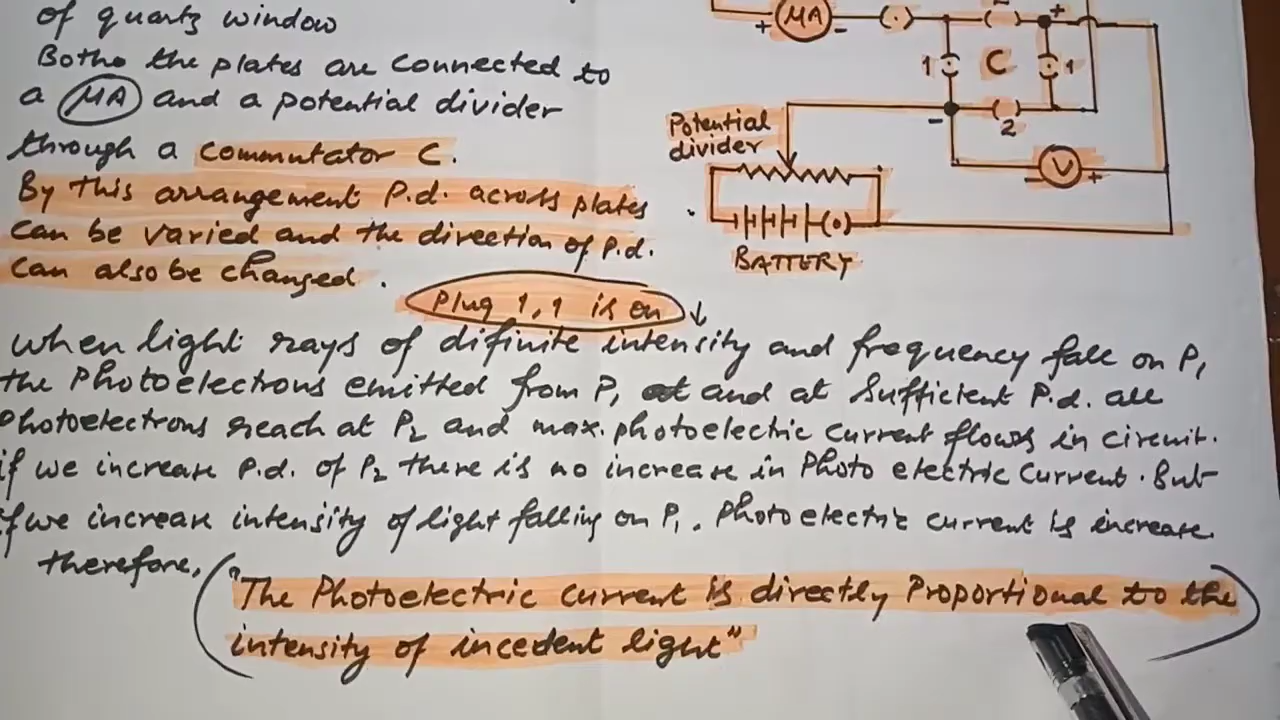 of quartz window
Bothe the plates are connected to
a (μA) and a potential divider
through a commutator C.
By this arrangement P.d. across plates
can be varied and the direction of P.d.
can also be changed.
+ μA -
+
1 C 1
- 2
Potential
divider
- V +
BATTERY
Plug 1,1 is on ↓
when light rays of difinite intensity and frequency fall on P1
the Photoelectrons emitted from P1 and at sufficient P.d. all
Photoelectrons reach at P2 and max. photoelectric current flows in circuit.
if we increase P.d. of P2 there is no increase in Photo electric current. But
if we increase intensity of light falling on P1. Photoelectric current is increase.
therefore,
"The Photoelectric current is directly Proportional to the
intensity of incedent light"